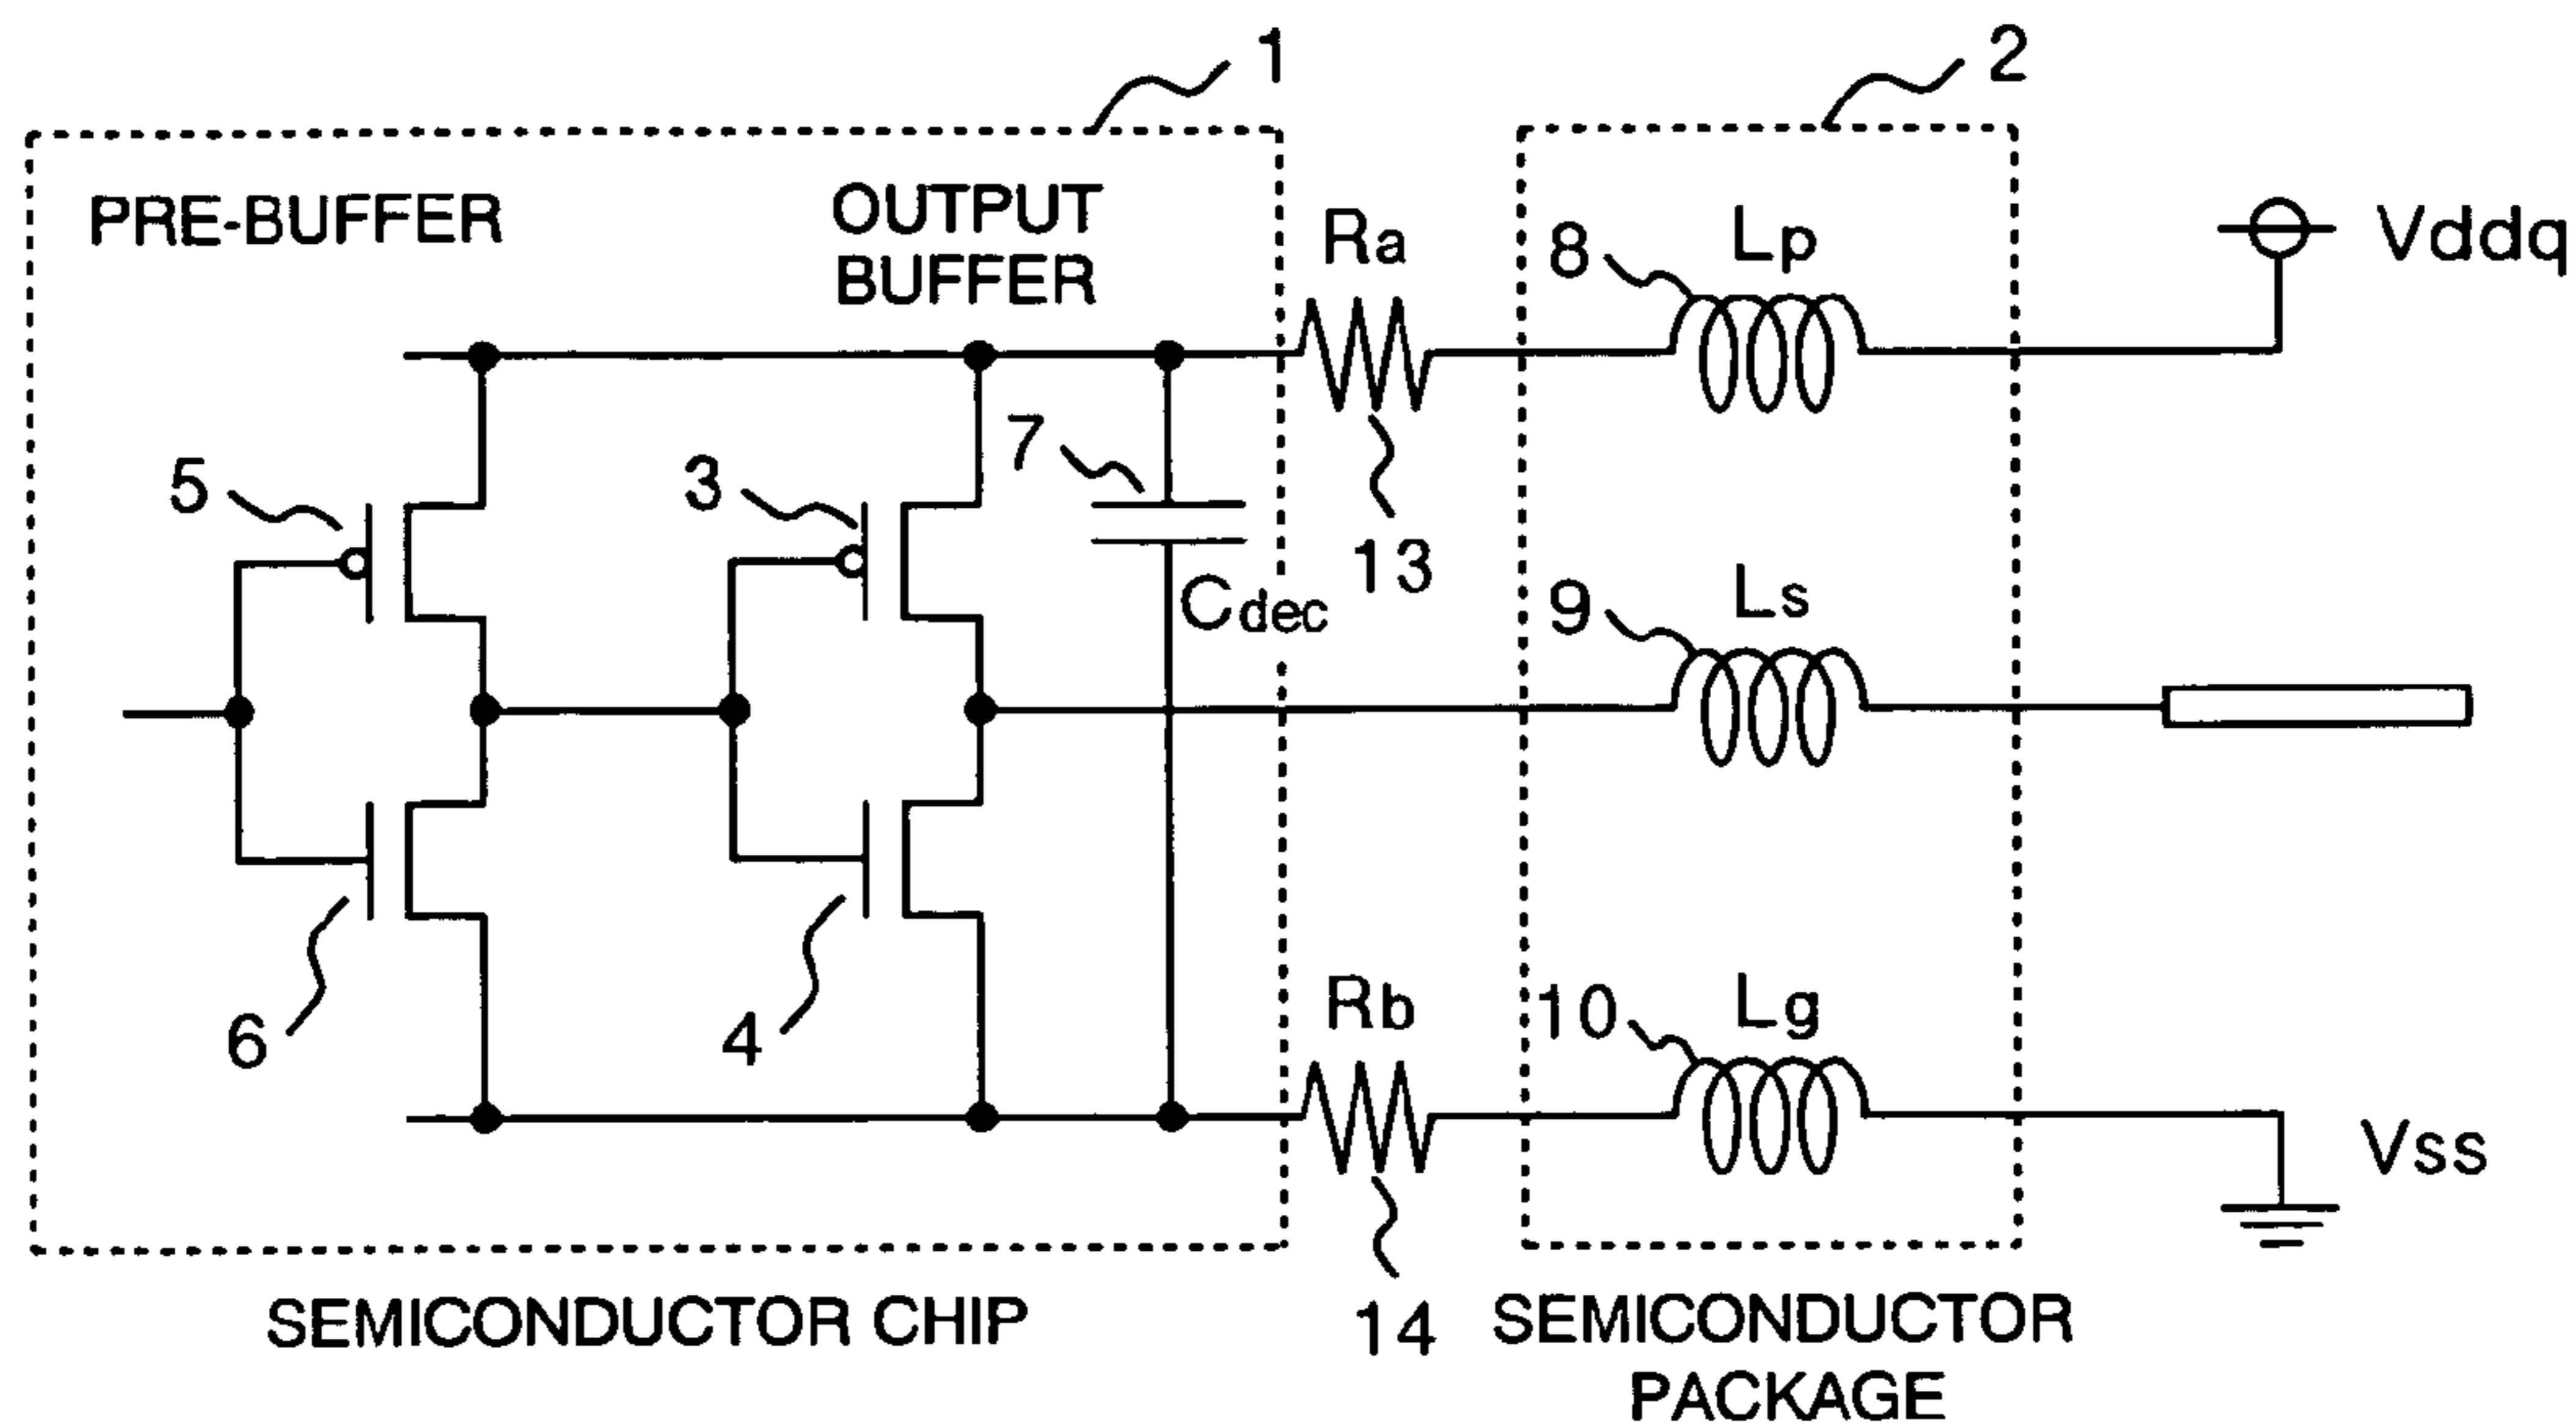 1
2
PRE-BUFFER
OUTPUT
BUFFER
Ra
8
Lp
Vddq
5
3
7
13
Cdec
9
Ls
6
4
Rb
10
Lg
Vss
14
SEMICONDUCTOR CHIP
SEMICONDUCTOR
PACKAGE